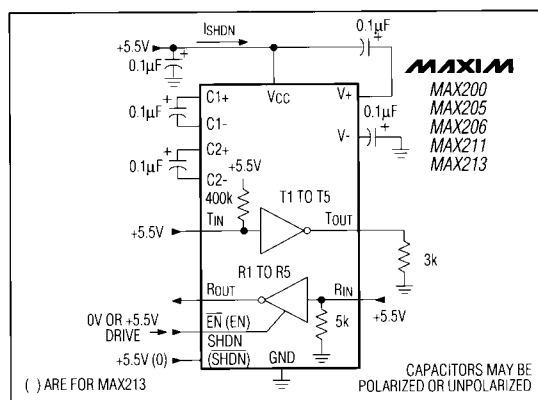 +5.5V
ISHDN
0.1µF
0.1µF
MAXIM
MAX200
MAX205
MAX206
MAX211
MAX213
0.1µF
C1+
C1-
VCC
V+
0.1µF
V-
0.1µF
C2+
C2-
+5.5V
400k
T1 TO T5
+5.5V
TIN
TOUT
3k
R1 TO R5
ROUT
RIN
+5.5V
5k
0V OR +5.5V
DRIVE
EN (EN)
SHDN
+5.5V (0)
(SHDN)
GND
( ) ARE FOR MAX213
CAPACITORS MAY BE
POLARIZED OR UNPOLARIZED